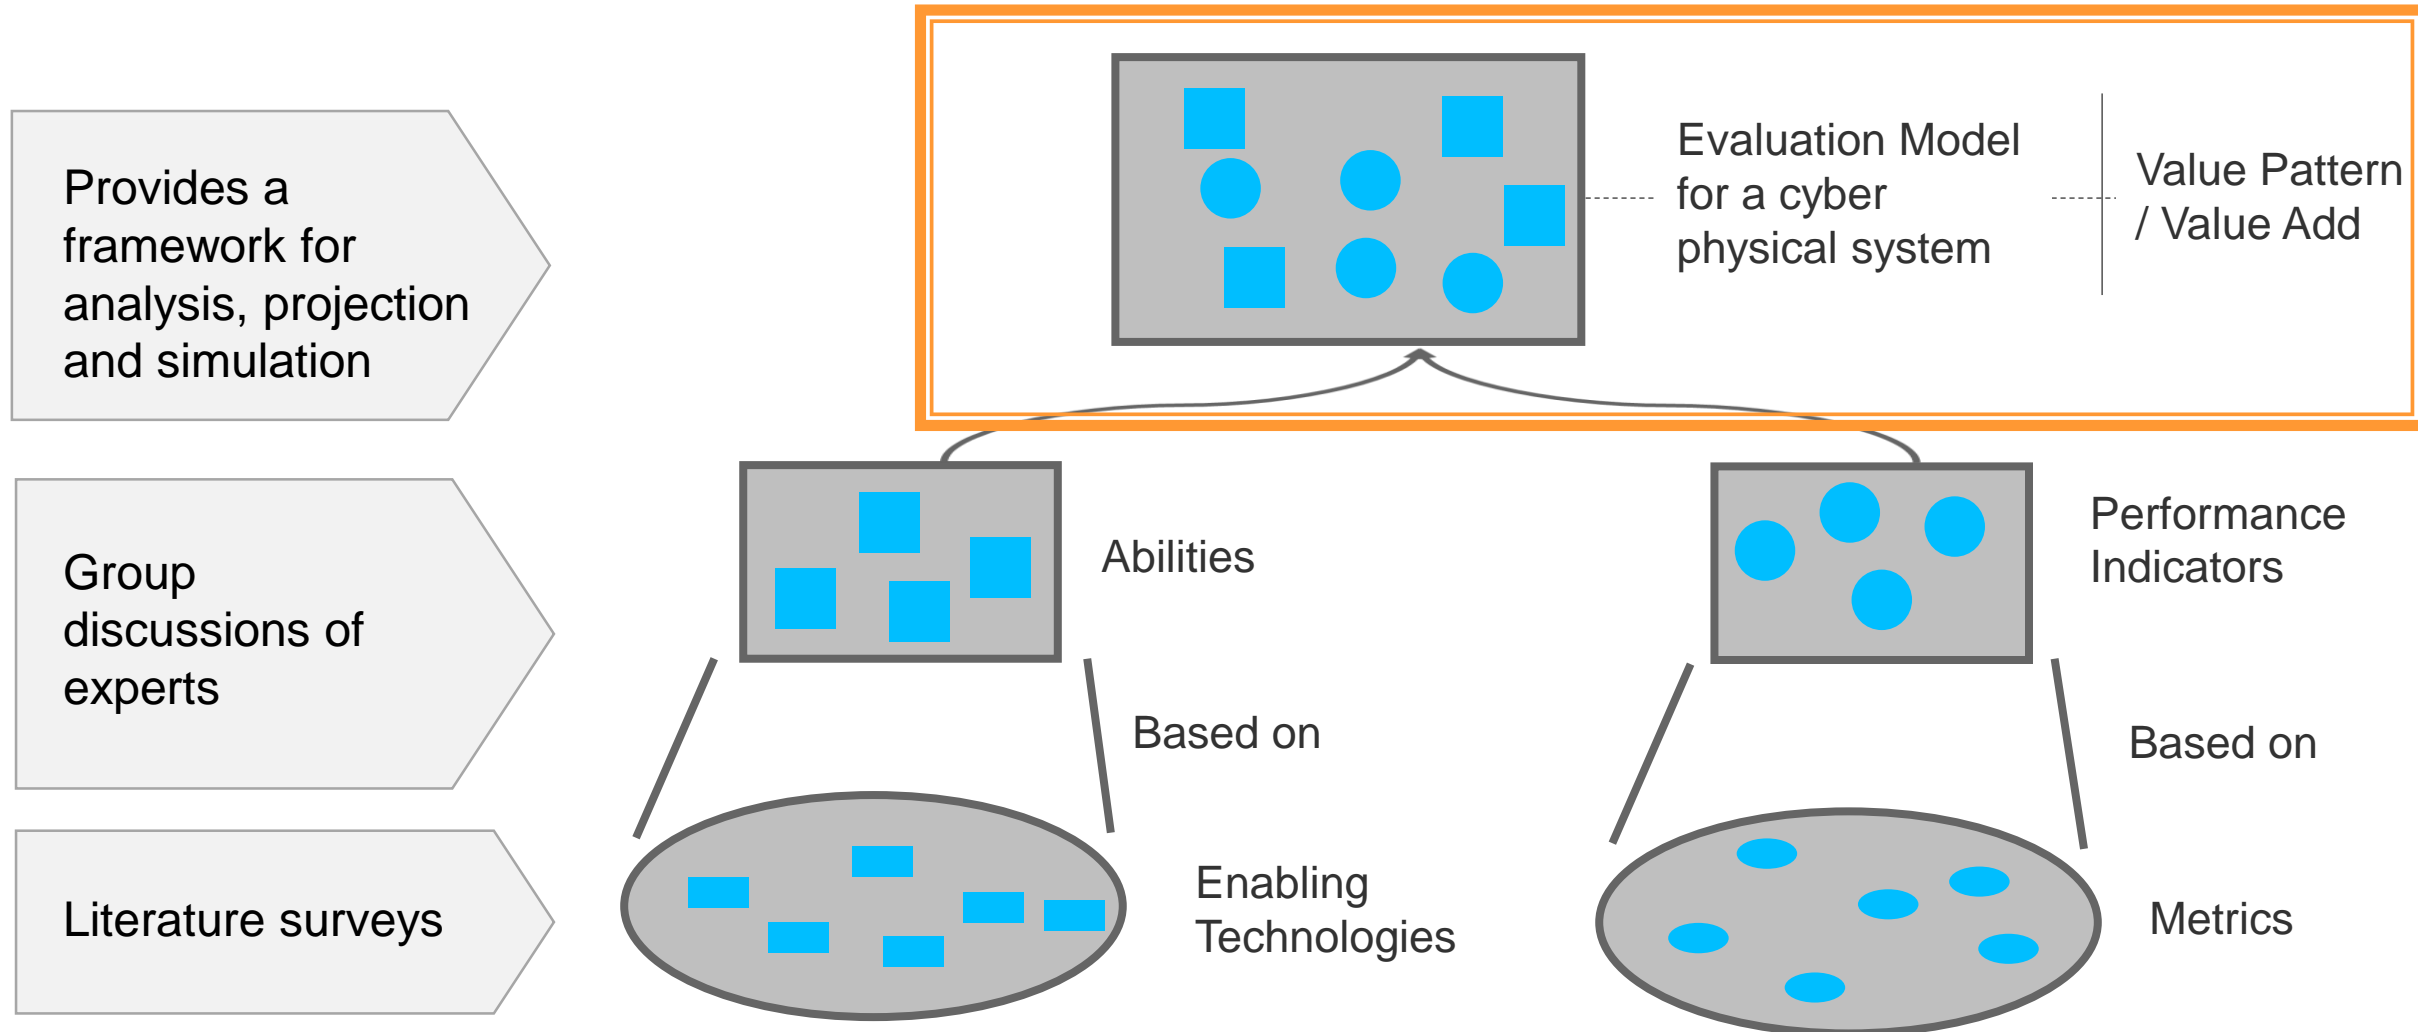 Provides a
framework for
analysis, projection
and simulation
Evaluation Model
for a cyber
physical system
Value Pattern
/ Value Add
Group
discussions of
experts
Abilities
Performance
Indicators
Based on
Based on
Literature surveys
Enabling
Technologies
Metrics